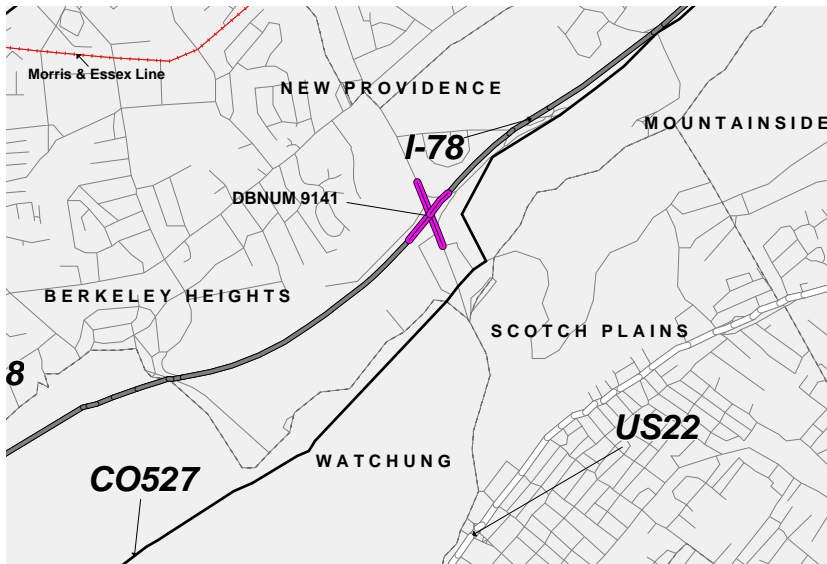 Morris & Essex Line
NEW PROVIDENCE
MOUNTAINSIDE
I-78
DBNUM 9141
BERKELEY HEIGHTS
SCOTCH PLAINS
8
US22
WATCHUNG
CO527